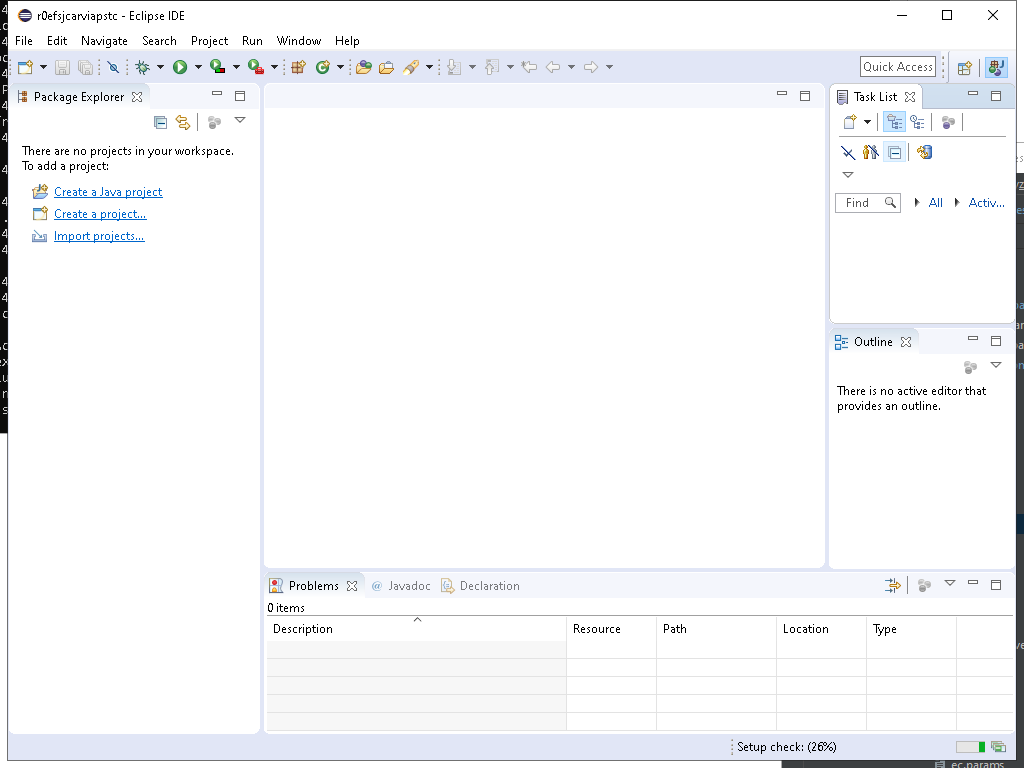 r0efsjcarviapstc - Eclipse IDE
File Edit Navigate Search Project Run Window Help
Quick Access
Package Explorer
Task List
There are no projects in your workspace.
To add a project:
Create a Java project
Create a project...
Import projects...
Find All Activ...
Outline
There is no active editor that
provides an outline.
Problems @ Javadoc Declaration
0 items
Description Resource Path Location Type
Setup check: (26%)
ec.params